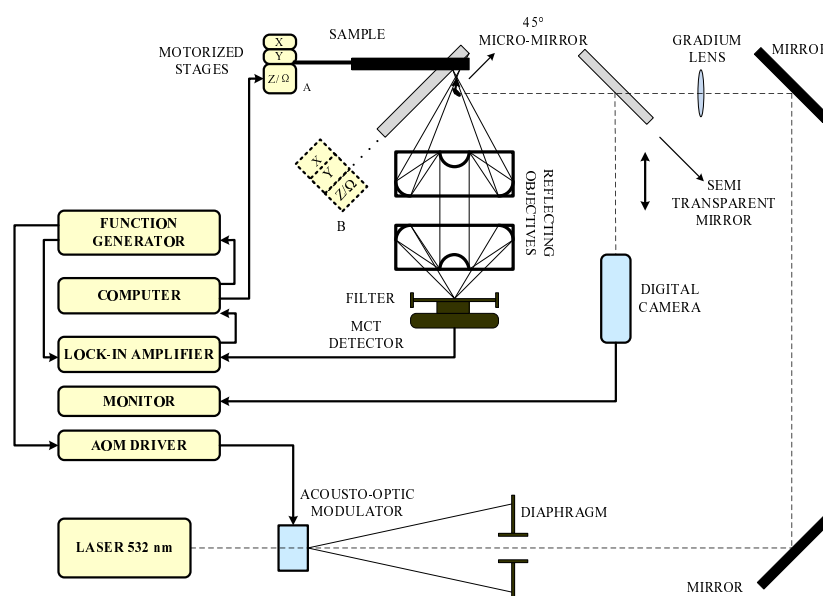 45°
MICRO-MIRROR
SAMPLE
MOTORIZED
STAGES
X
Y
Z/Ω
A
GRADIUM
LENS
MIRROR
X
Y
Z/Ω
B
REFLECTING
OBJECTIVES
SEMI
TRANSPARENT
MIRROR
FUNCTION
GENERATOR
COMPUTER
LOCK-IN AMPLIFIER
MONITOR
AOM DRIVER
FILTER
MCT
DETECTOR
DIGITAL
CAMERA
ACOUSTO-OPTIC
MODULATOR
DIAPHRAGM
LASER 532 nm
MIRROR